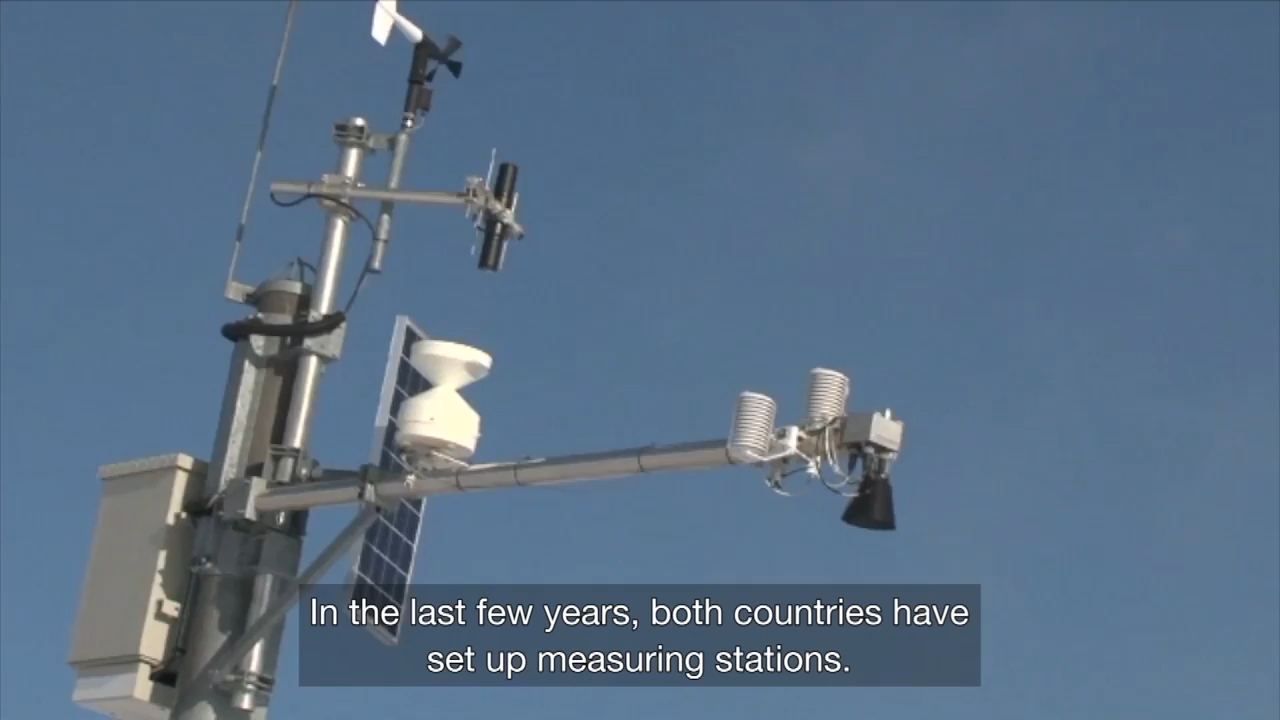 In the last few years, both countries have
set up measuring stations.